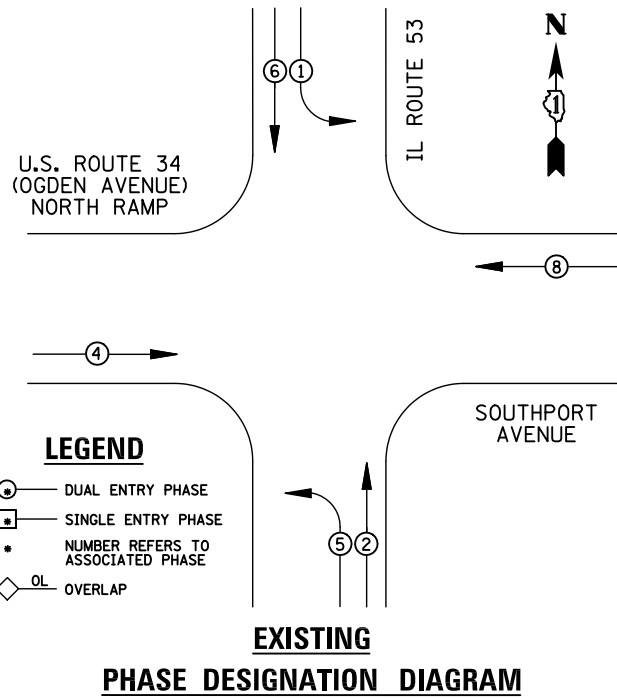 N
IL ROUTE 53
6
1
1
U.S. ROUTE 34
(OGDEN AVENUE)
NORTH RAMP
8
4
SOUTHPORT
AVENUE
LEGEND
* DUAL ENTRY PHASE
* SINGLE ENTRY PHASE
* NUMBER REFERS TO
ASSOCIATED PHASE
OL OVERLAP
5
2
EXISTING
PHASE DESIGNATION DIAGRAM